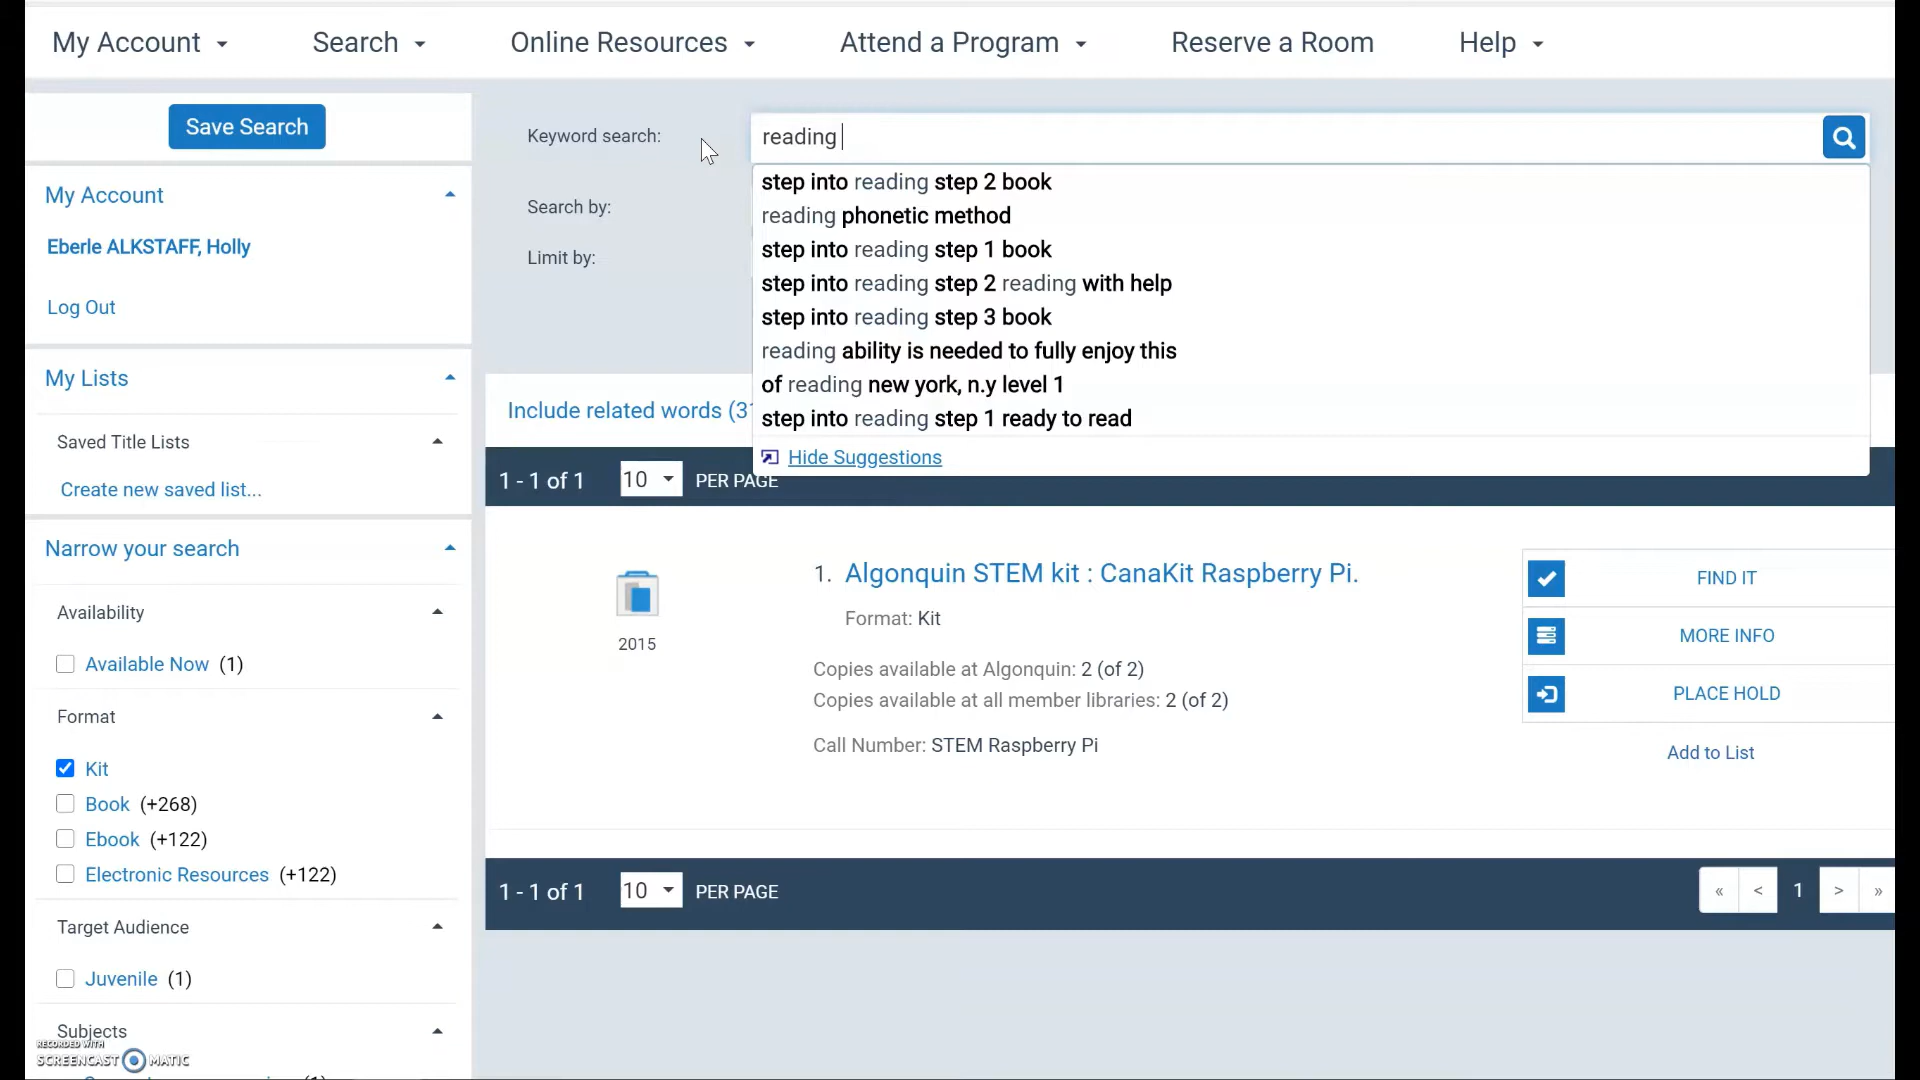 My Account Search Online Resources Attend a Program Reserve a Room Help
Save Search
My Account
Eberle ALKSTAFF, Holly
Log Out
My Lists
Saved Title Lists
Create new saved list...
Narrow your search
Availability
Available Now (1)
Format
Kit
Book (+268)
Ebook (+122)
Electronic Resources (+122)
Target Audience
Juvenile (1)
Subjects
RECORDED WITH
SCREENCAST MATIC
Keyword search: reading
step into reading step 2 book
reading phonetic method
step into reading step 1 book
step into reading step 2 reading with help
step into reading step 3 book
reading ability is needed to fully enjoy this
of reading new york, n.y level 1
step into reading step 1 ready to read
Hide Suggestions
Search by:
Limit by:
Include related words
1 - 1 of 1 10 PER PAGE
2015
1. Algonquin STEM kit : CanaKit Raspberry Pi.
Format: Kit
Copies available at Algonquin: 2 (of 2)
Copies available at all member libraries: 2 (of 2)
Call Number: STEM Raspberry Pi
FIND IT
MORE INFO
PLACE HOLD
Add to List
1 - 1 of 1 10 PER PAGE « < 1 > »